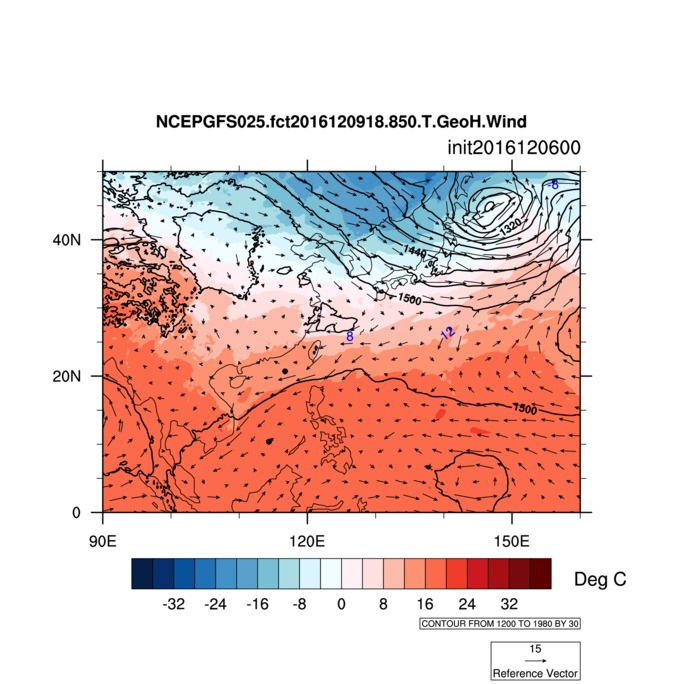 NCEPGFS025.fct2016120918.850.T.GeoH.Wind
init2016120600
-8
1320
40N
1440
1500
8
12
20N
1500
0
90E 120E 150E
-32 -24 -16 -8 0 8 16 24 32
Deg C
CONTOUR FROM 1200 TO 1980 BY 30
15
Reference Vector